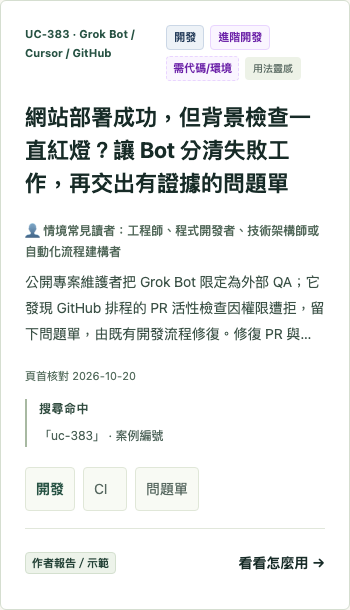 UC-383 · Grok Bot /
Cursor / GitHub
開發
進階開發
需代碼/環境
用法靈感
網站部署成功，但背景檢查一
直紅燈？讓 Bot 分清失敗工
作，再交出有證據的問題單
👤 情境常見讀者：工程師、程式開發者、技術架構師或
自動化流程建構者
公開專案維護者把 Grok Bot 限定為外部 QA；它
發現 GitHub 排程的 PR 活性檢查因權限遭拒，留
下問題單，由既有開發流程修復。修復 PR 與...
頁首核對 2026-10-20
搜尋命中
「uc-383」 · 案例編號
開發
CI
問題單
作者報告 / 示範
看看怎麼用 →